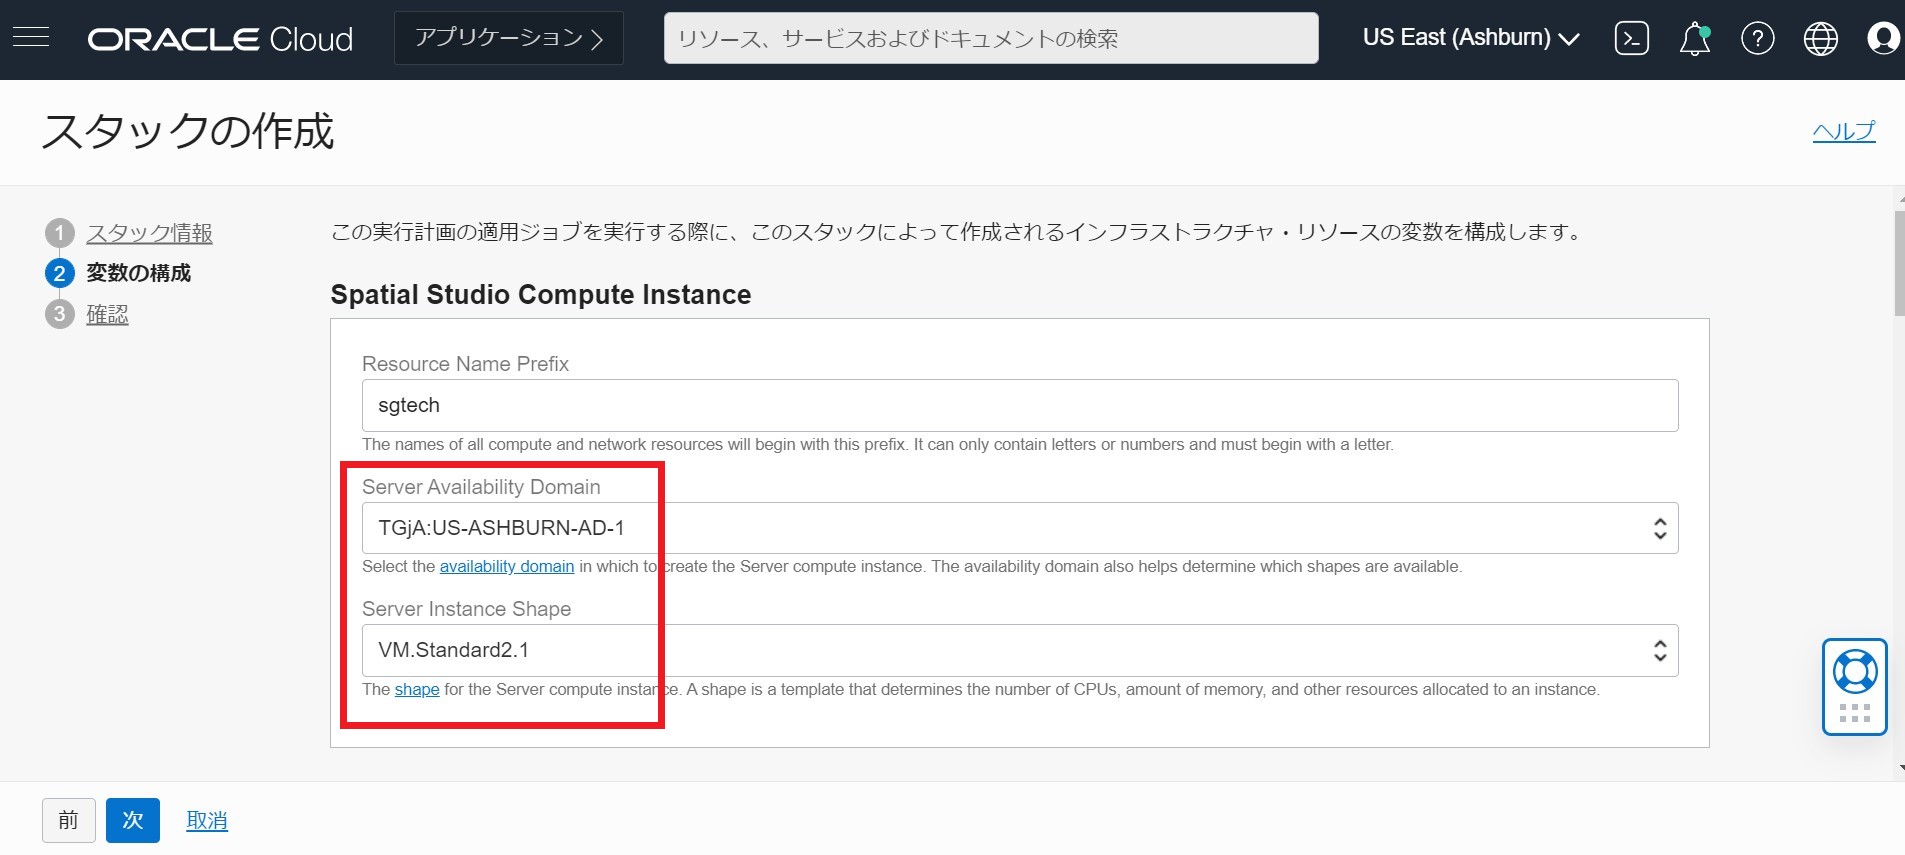 ORACLE Cloud
アプリケーション
リソース、サービスおよびドキュメントの検索
US East (Ashburn)
スタックの作成
ヘルプ
1 スタック情報
2 変数の構成
3 確認
この実行計画の適用ジョブを実行する際に、このスタックによって作成されるインフラストラクチャ・リソースの変数を構成します。
Spatial Studio Compute Instance
Resource Name Prefix
sgtech
The names of all compute and network resources will begin with this prefix. It can only contain letters or numbers and must begin with a letter.
Server Availability Domain
TGjA:US-ASHBURN-AD-1
Select the availability domain in which to create the Server compute instance. The availability domain also helps determine which shapes are available.
Server Instance Shape
VM.Standard2.1
The shape for the Server compute instance. A shape is a template that determines the number of CPUs, amount of memory, and other resources allocated to an instance.
前
次
取消